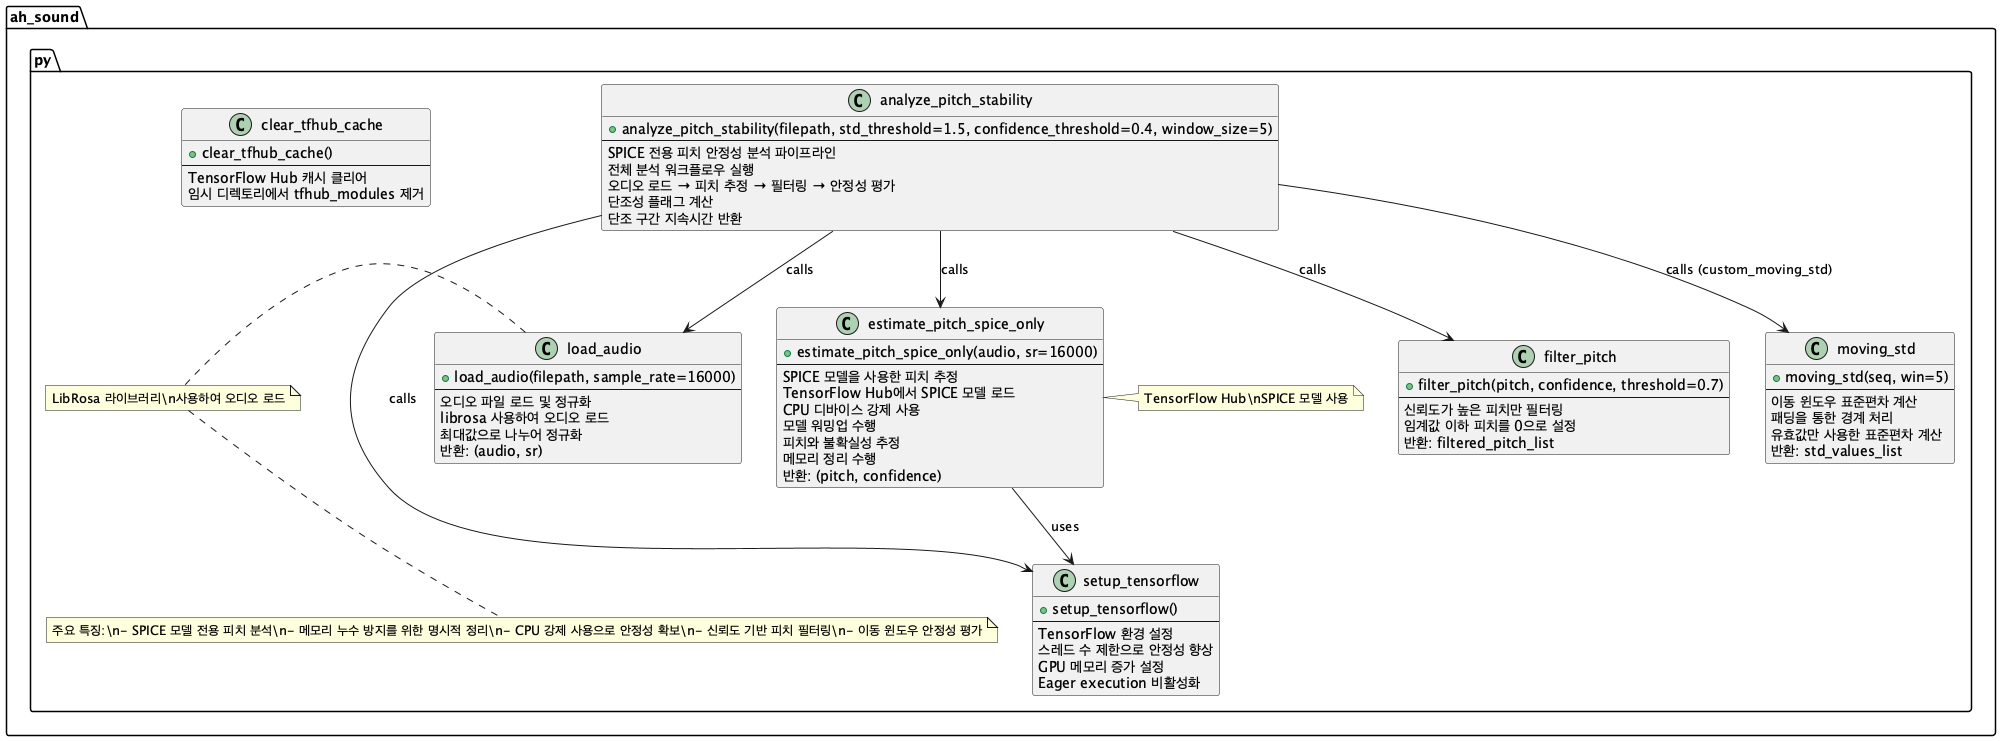 ah_sound
py
C clear_tfhub_cache
clear_tfhub_cache()
TensorFlow Hub 캐시 클리어
임시 디렉토리에서 tfhub_modules 제거
C analyze_pitch_stability
analyze_pitch_stability(filepath, std_threshold=1.5, confidence_threshold=0.4, window_size=5)
SPICE 전용 피치 안정성 분석 파이프라인
전체 분석 워크플로우 실행
오디오 로드 → 피치 추정 → 필터링 → 안정성 평가
단조성 플래그 계산
단조 구간 지속시간 반환
calls
calls
calls
calls (custom_moving_std)
calls
C load_audio
load_audio(filepath, sample_rate=16000)
오디오 파일 로드 및 정규화
librosa 사용하여 오디오 로드
최대값으로 나누어 정규화
반환: (audio, sr)
C estimate_pitch_spice_only
estimate_pitch_spice_only(audio, sr=16000)
SPICE 모델을 사용한 피치 추정
TensorFlow Hub에서 SPICE 모델 로드
CPU 디바이스 강제 사용
모델 워밍업 수행
피치와 불확실성 추정
메모리 정리 수행
반환: (pitch, confidence)
C filter_pitch
filter_pitch(pitch, confidence, threshold=0.7)
신뢰도가 높은 피치만 필터링
임계값 이하 피치를 0으로 설정
반환: filtered_pitch_list
C moving_std
moving_std(seq, win=5)
이동 윈도우 표준편차 계산
패딩을 통한 경계 처리
유효값만 사용한 표준편차 계산
반환: std_values_list
LibRosa 라이브러리\n사용하여 오디오 로드
TensorFlow Hub\nSPICE 모델 사용
uses
C setup_tensorflow
setup_tensorflow()
TensorFlow 환경 설정
스레드 수 제한으로 안정성 향상
GPU 메모리 증가 설정
Eager execution 비활성화
주요 특징:\n- SPICE 모델 전용 피치 분석\n- 메모리 누수 방지를 위한 명시적 정리\n- CPU 강제 사용으로 안정성 확보\n- 신뢰도 기반 피치 필터링\n- 이동 윈도우 안정성 평가